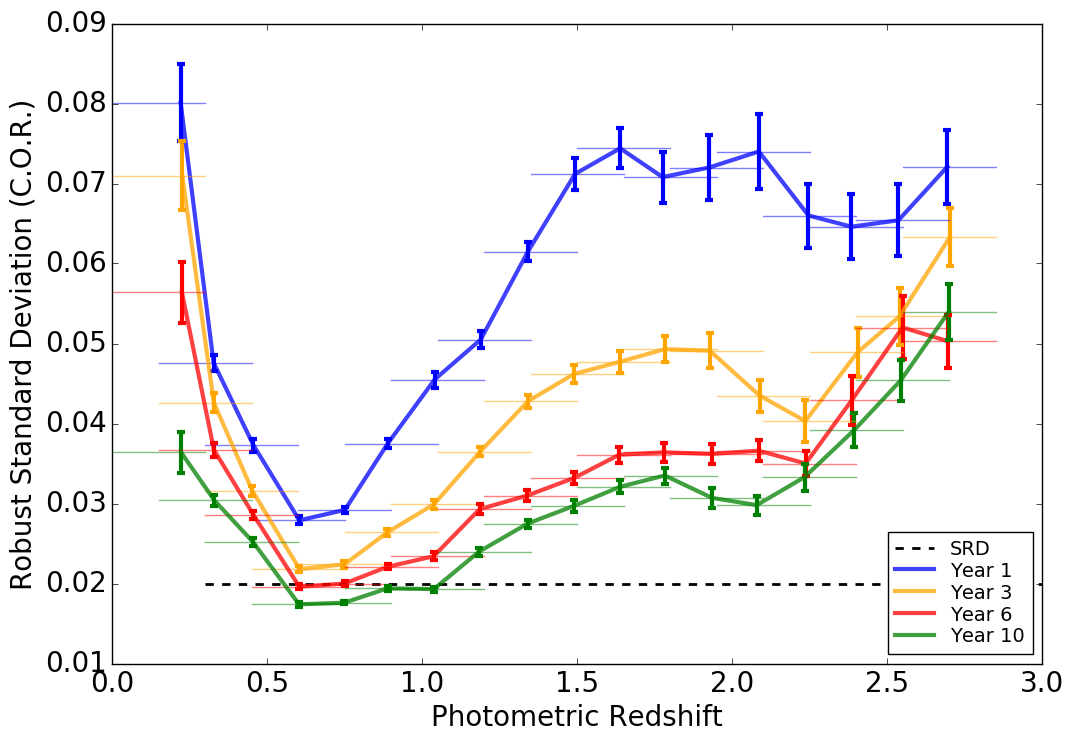 0.09
0.08
0.07
0.06
0.05
0.04
0.03
0.02
0.01
Robust Standard Deviation (C.O.R.)
SRD
Year 1
Year 3
Year 6
Year 10
0.0 0.5 1.0 1.5 2.0 2.5 3.0
Photometric Redshift